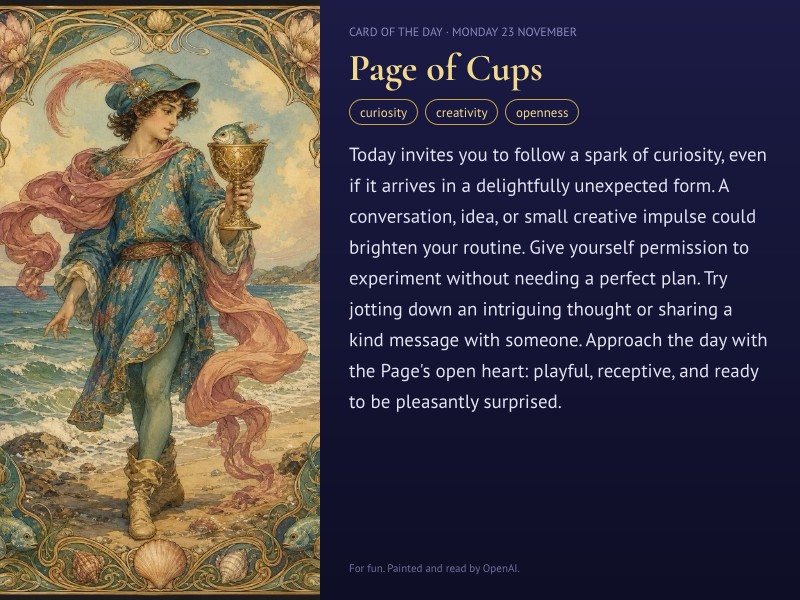 CARD OF THE DAY · MONDAY 23 NOVEMBER
Page of Cups
curiosity creativity openness
Today invites you to follow a spark of curiosity, even
if it arrives in a delightfully unexpected form. A
conversation, idea, or small creative impulse could
brighten your routine. Give yourself permission to
experiment without needing a perfect plan. Try
jotting down an intriguing thought or sharing a
kind message with someone. Approach the day with
the Page's open heart: playful, receptive, and ready
to be pleasantly surprised.
For fun. Painted and read by OpenAI.